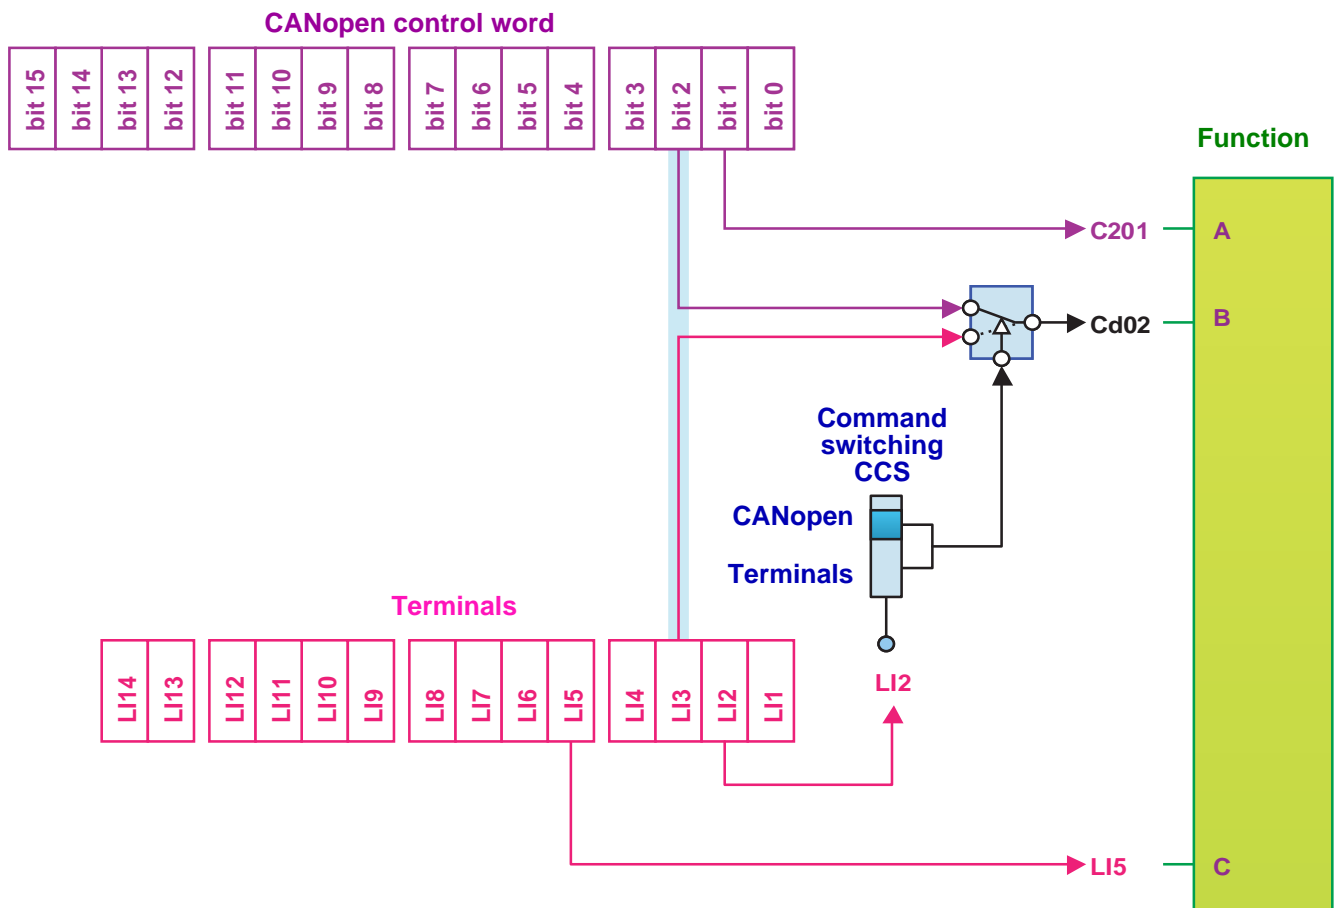 CANopen control word
bit 15
bit 14
bit 13
bit 12
bit 11
bit 10
bit 9
bit 8
bit 7
bit 6
bit 5
bit 4
bit 3
bit 2
bit 1
bit 0
Function
C201
A
Cd02
B
Command
switching
CCS
CANopen
Terminals
Terminals
LI14
LI13
LI12
LI11
LI10
LI9
LI8
LI7
LI6
LI5
LI4
LI3
LI2
LI1
LI2
LI5
C